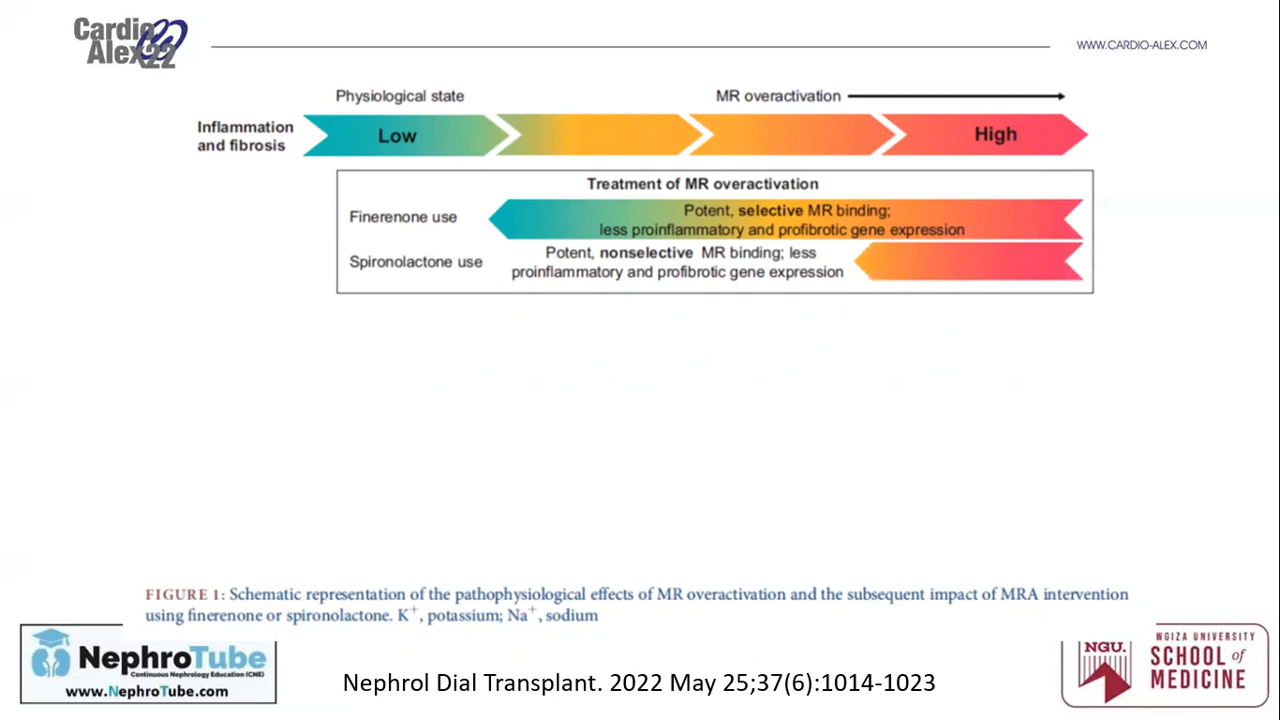 Cardio
Alex22
WWW.CARDIO-ALEX.COM
Physiological state
MR overactivation
Inflammation
and fibrosis
Low
High
Treatment of MR overactivation
Finerenone use
Potent, selective MR binding;
less proinflammatory and profibrotic gene expression
Spironolactone use
Potent, nonselective MR binding; less
proinflammatory and profibrotic gene expression
FIGURE 1: Schematic representation of the pathophysiological effects of MR overactivation and the subsequent impact of MRA intervention
using finerenone or spironolactone. K⁺, potassium; Na⁺, sodium
NephroTube
Continuous Nephrology Education (CNE)
www.NephroTube.com
Nephrol Dial Transplant. 2022 May 25;37(6):1014-1023
NGU.
WGIZA UNIVERSITY
SCHOOL of
MEDICINE